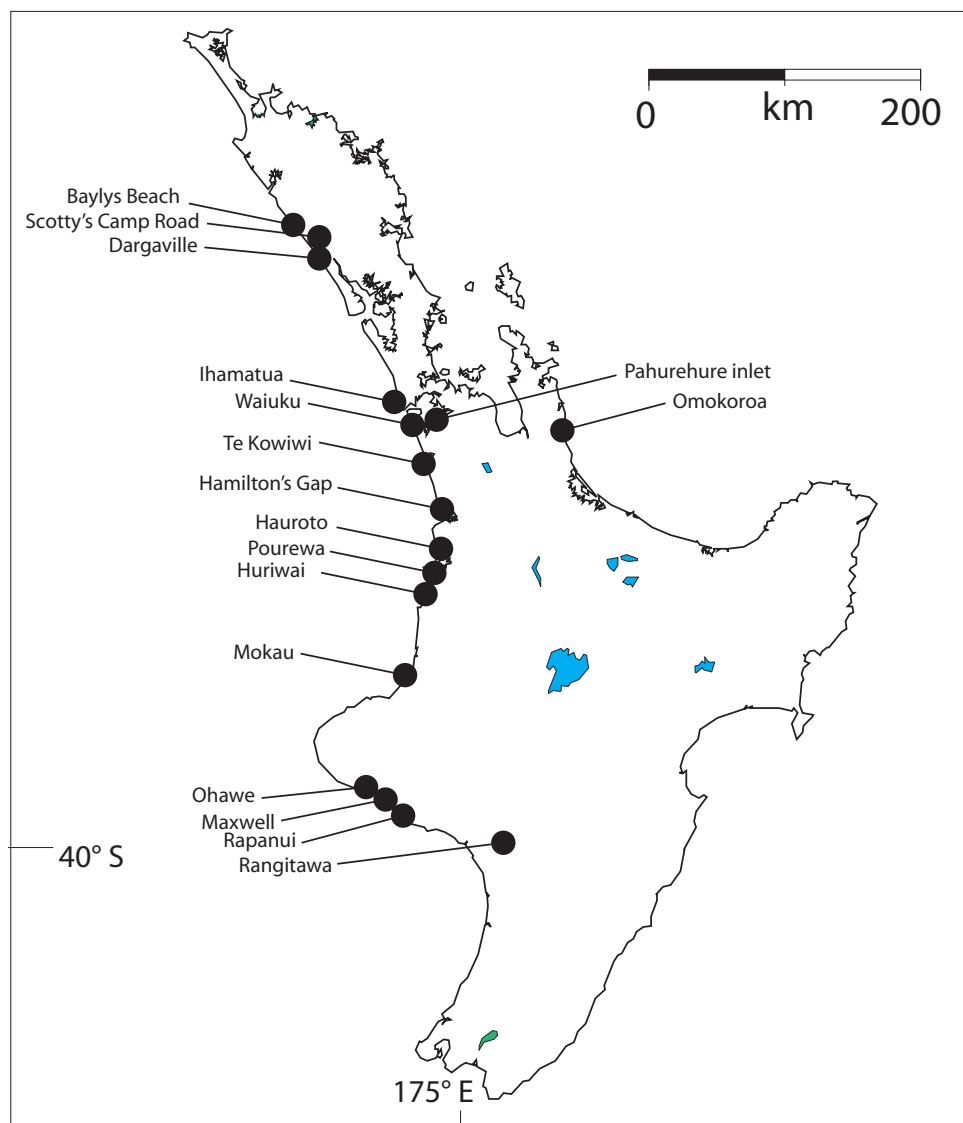 0 km 200
Baylys Beach
Scotty's Camp Road
Dargaville
Ihamatua
Pahurehure inlet
Waiuku
Omokoroa
Te Kowiwi
Hamilton's Gap
Hauroto
Pourewa
Huriwai
Mokau
Ohawe
Maxwell
Rapanui
Rangitawa
40° S
175° E